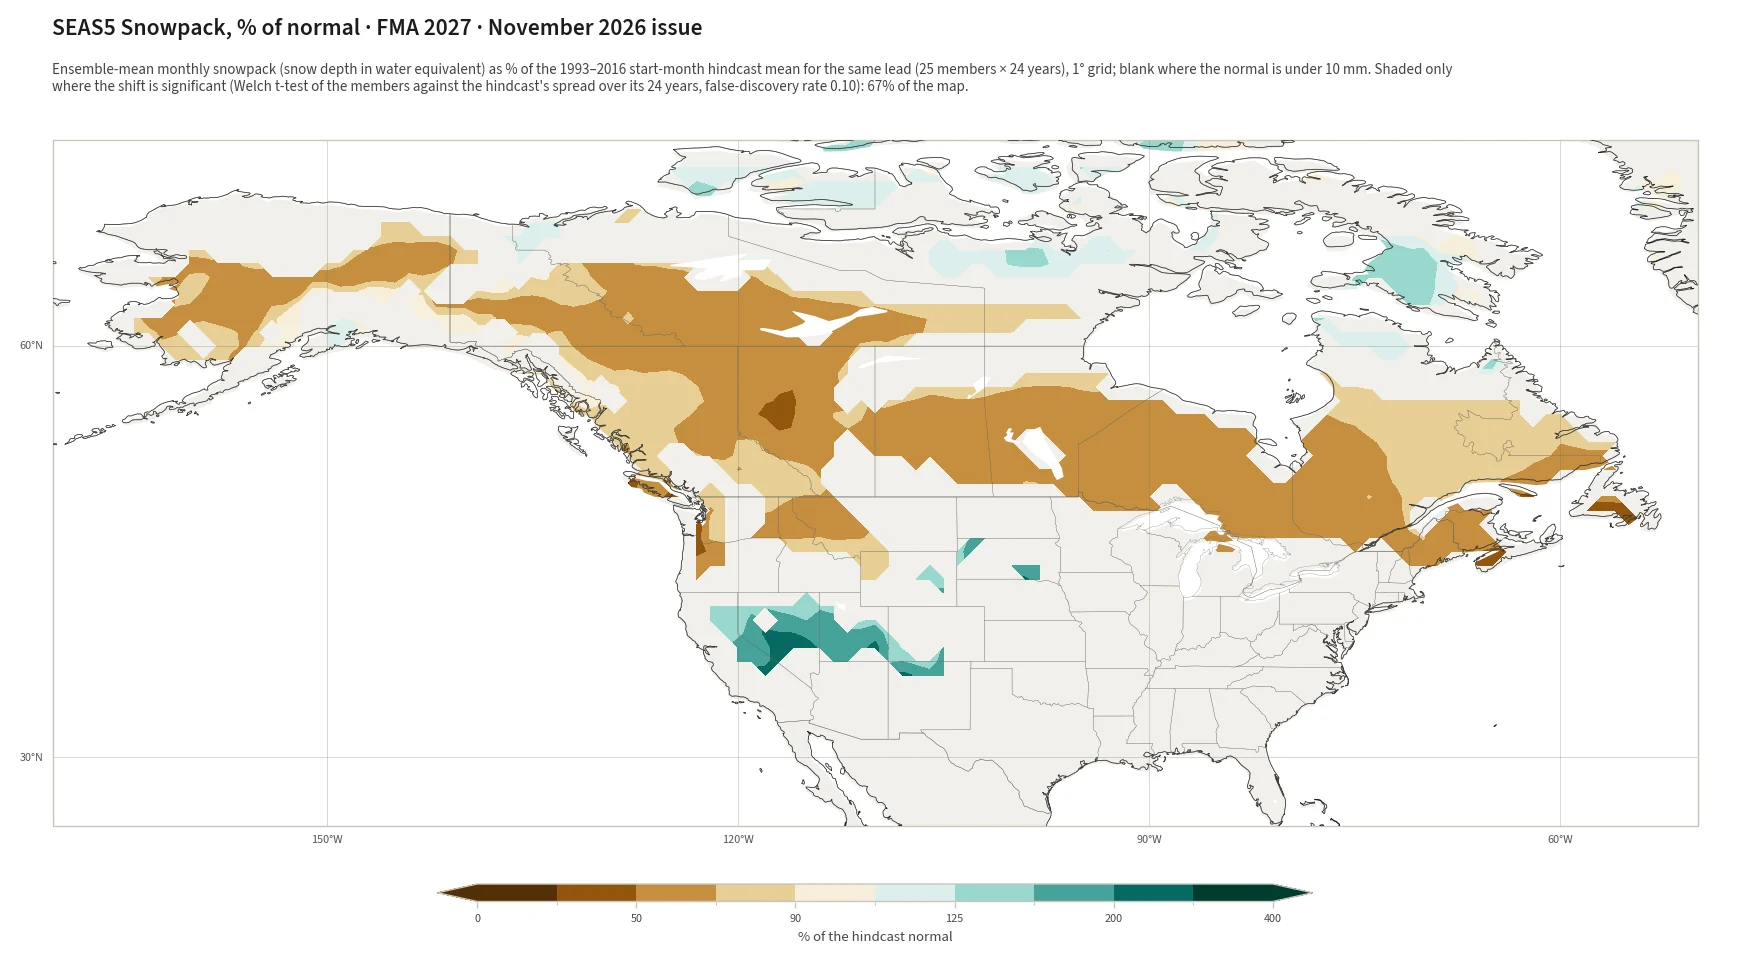 SEAS5 Snowpack, % of normal · FMA 2027 · November 2026 issue
Ensemble-mean monthly snowpack (snow depth in water equivalent) as % of the 1993–2016 start-month hindcast mean for the same lead (25 members × 24 years), 1° grid; blank where the normal is under 10 mm. Shaded only
where the shift is significant (Welch t-test of the members against the hindcast's spread over its 24 years, false-discovery rate 0.10): 67% of the map.
60°N
30°N
150°W
120°W
90°W
60°W
0
50
90
125
200
400
% of the hindcast normal